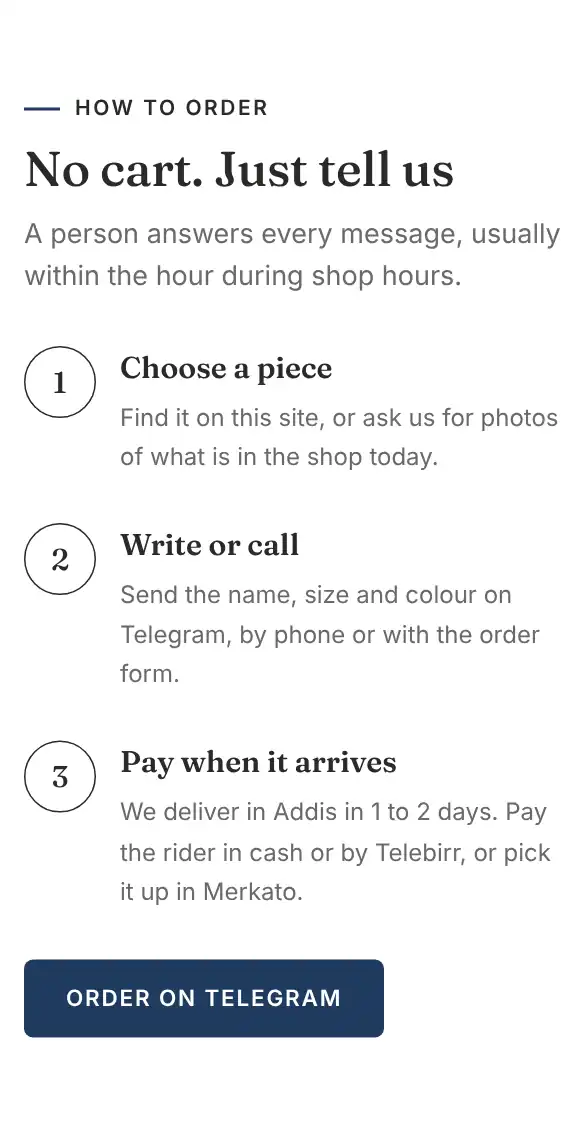 HOW TO ORDER
No cart. Just tell us
A person answers every message, usually
within the hour during shop hours.
1
Choose a piece
Find it on this site, or ask us for photos
of what is in the shop today.
2
Write or call
Send the name, size and colour on
Telegram, by phone or with the order
form.
3
Pay when it arrives
We deliver in Addis in 1 to 2 days. Pay
the rider in cash or by Telebirr, or pick
it up in Merkato.
ORDER ON TELEGRAM